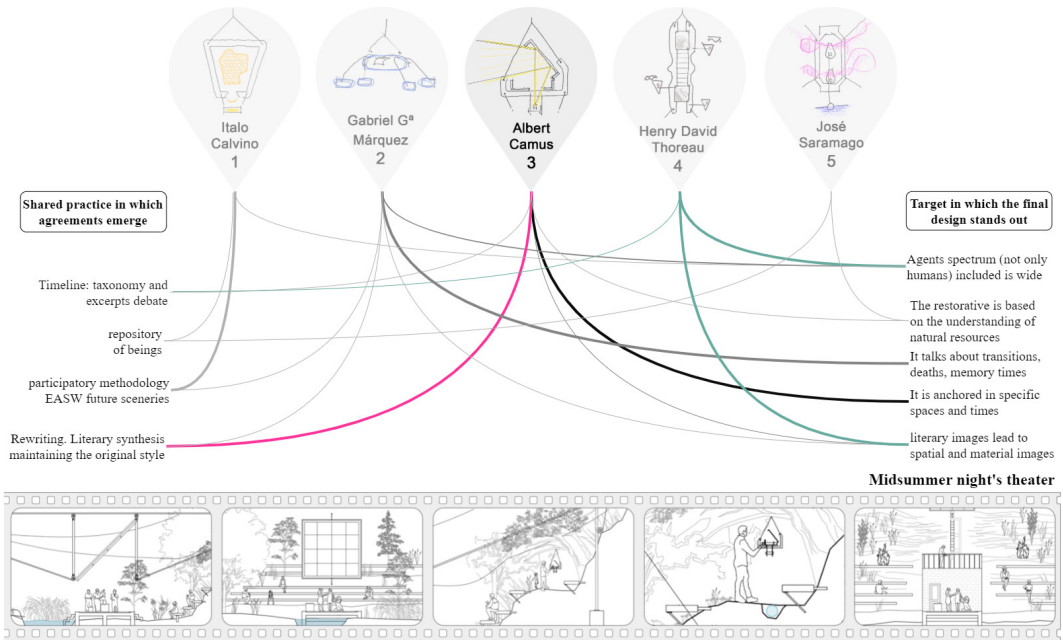 Italo
Calvino
1
Gabriel Gª
Márquez
2
Albert
Camus
3
Henry David
Thoreau
4
José
Saramago
5
Shared practice in which
agreements emerge
Target in which the final
design stands out
Timeline: taxonomy and
excerpts debate
repository
of beings
participatory methodology
EASW future sceneries
Rewriting. Literary synthesis
maintaining the original style
Agents spectrum (not only
humans) included is wide
The restorative is based
on the understanding of
natural resources
It talks about transitions,
deaths, memory times
It is anchored in specific
spaces and times
literary images lead to
spatial and material images
Midsummer night's theater